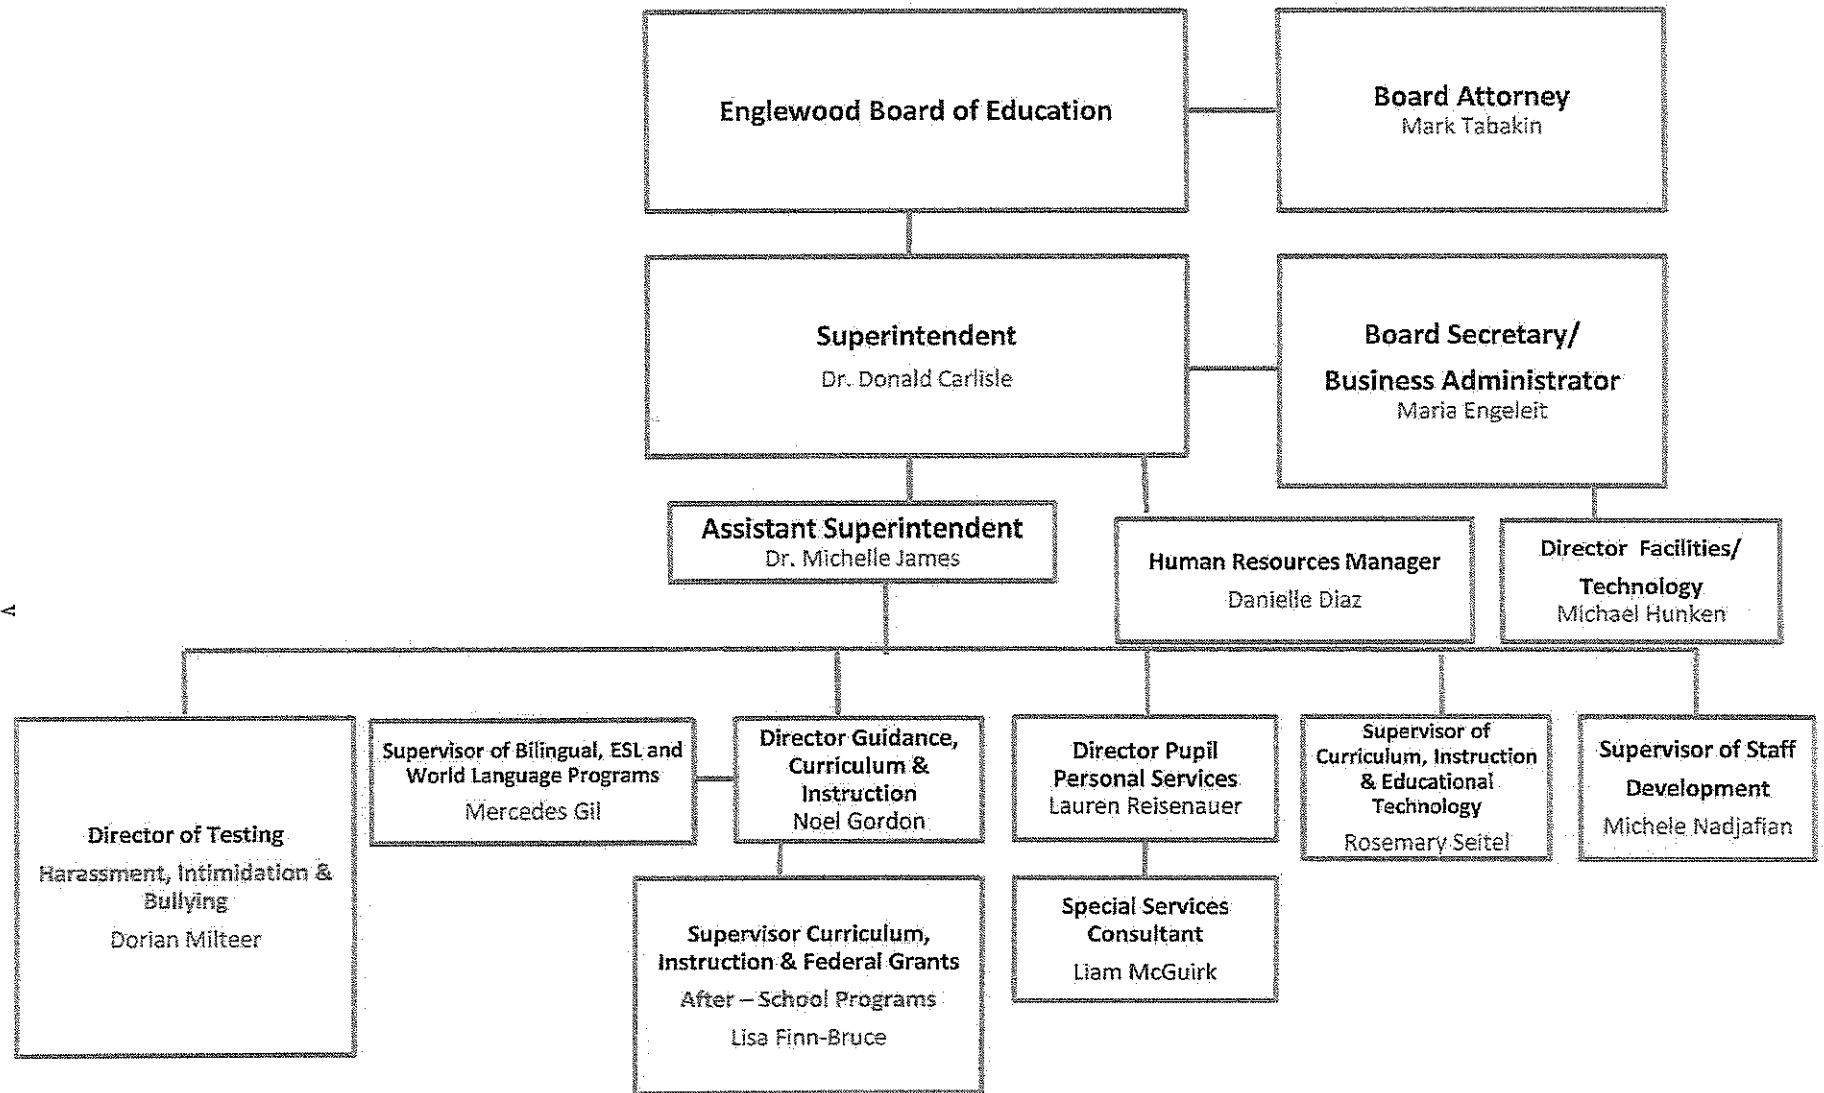 Englewood Board of Education
Board Attorney
Mark Tabakin
Superintendent
Dr. Donald Carlisle
Board Secretary/
Business Administrator
Maria Engeleit
Assistant Superintendent
Dr. Michelle James
Human Resources Manager
Danielle Diaz
Director Facilities/
Technology
Michael Hunken
v
Director of Testing
Harassment, Intimidation &
Bullying
Dorian Milteer
Supervisor of Bilingual, ESL and
World Language Programs
Mercedes Gil
Director Guidance,
Curriculum &
Instruction
Noel Gordon
Director Pupil
Personal Services
Lauren Reisenauer
Supervisor of
Curriculum, Instruction
& Educational
Technology
Rosemary Seitel
Supervisor of Staff
Development
Michele Nadjafian
Supervisor Curriculum,
Instruction & Federal Grants
After – School Programs
Lisa Finn-Bruce
Special Services
Consultant
Liam McGuirk